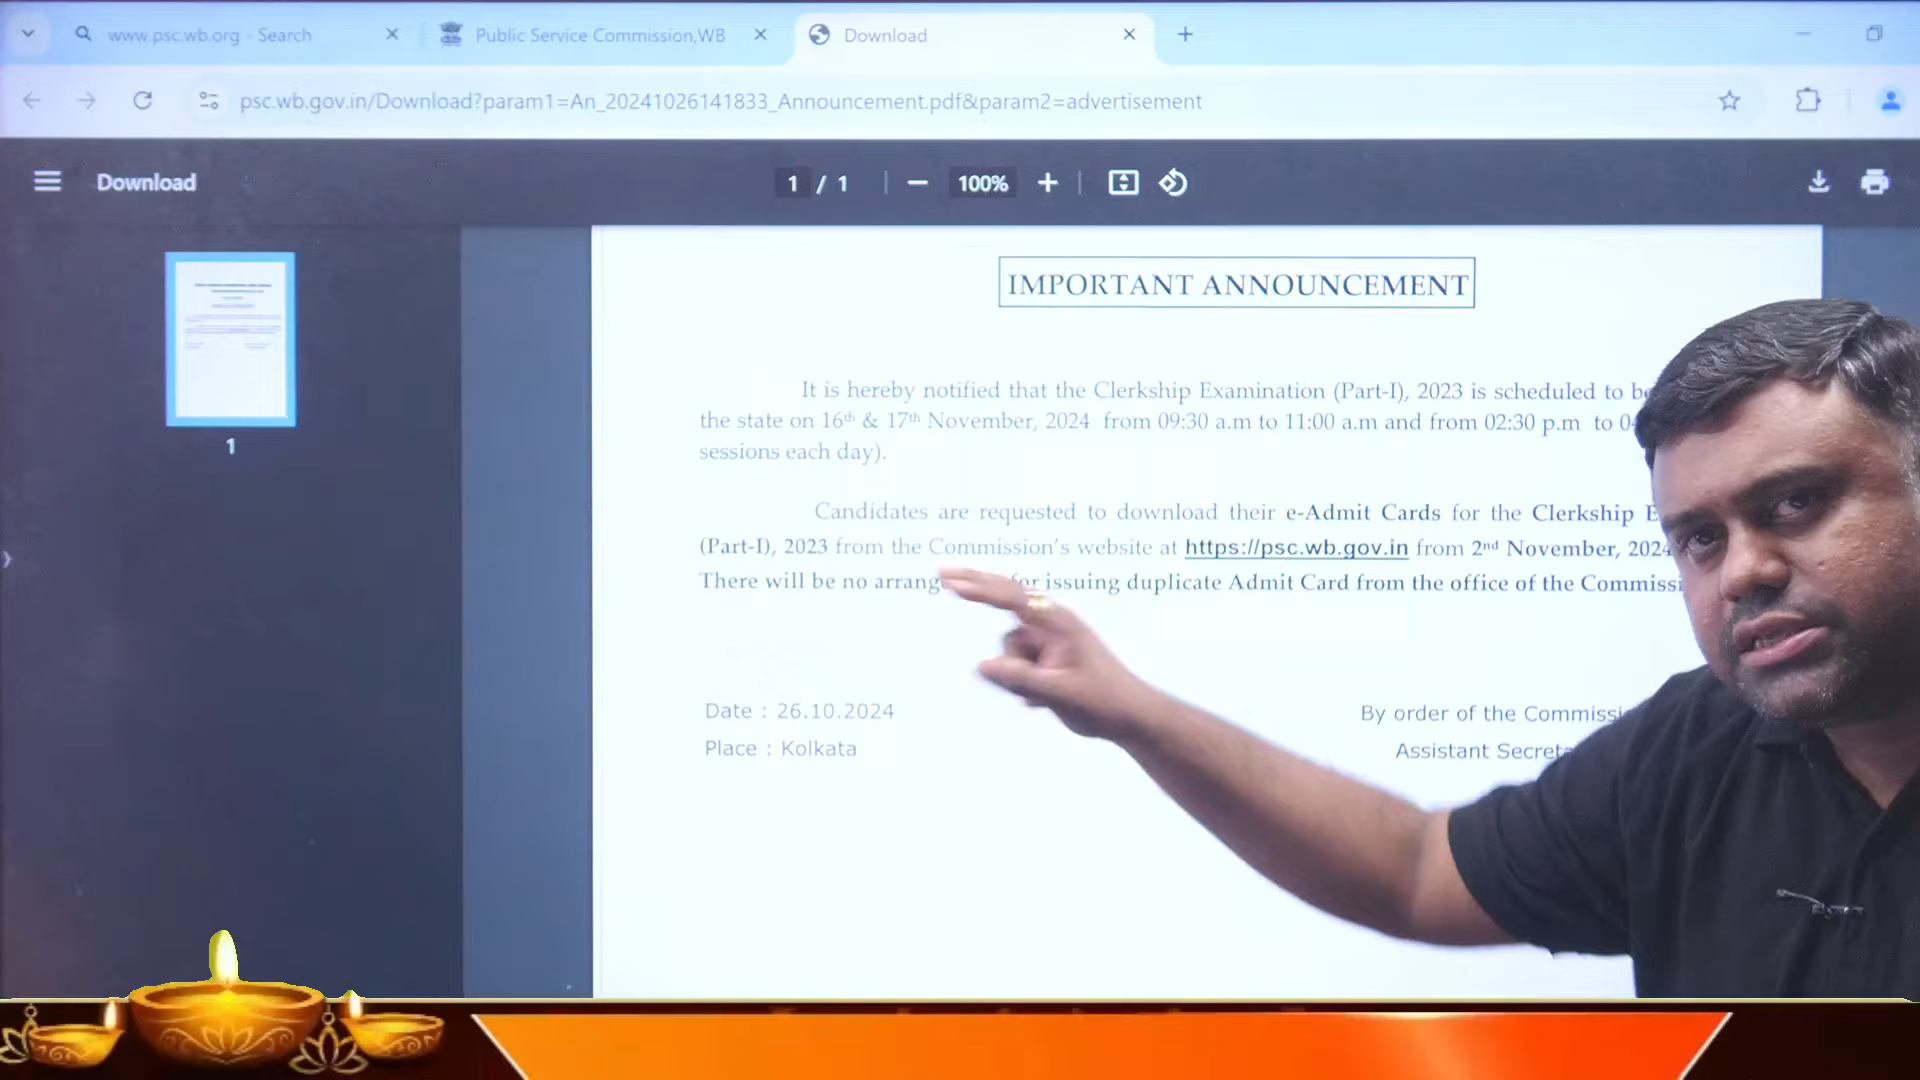 www.psc.wb.org - Search
Public Service Commission,WB
Download
psc.wb.gov.in/Download?param1=An_20241026141833_Announcement.pdf&param2=advertisement
Download
1 / 1
100%
1
IMPORTANT ANNOUNCEMENT
It is hereby notified that the Clerkship Examination (Part-I), 2023 is scheduled to
the state on 16th & 17th November, 2024 from 09:30 a.m to 11:00 a.m and from 02:30 p.m to
sessions each day).
Candidates are requested to download their e-Admit Cards for the Clerkship
(Part-I), 2023 from the Commission's website at https://psc.wb.gov.in from 2nd November, 2024
There will be no for issuing duplicate Admit Card from the office of the
Date : 26.10.2024
By order of the
Place : Kolkata
Assistant